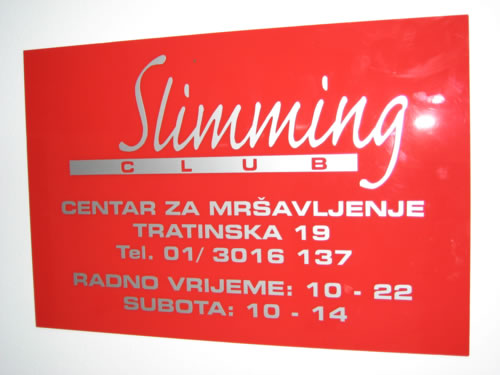 Slimming
CLUB
CENTAR ZA MRŠAVLJENJE
TRATINSKA 19
Tel. 01/ 3016 137
RADNO VRIJEME: 10 - 22
SUBOTA: 10 - 14